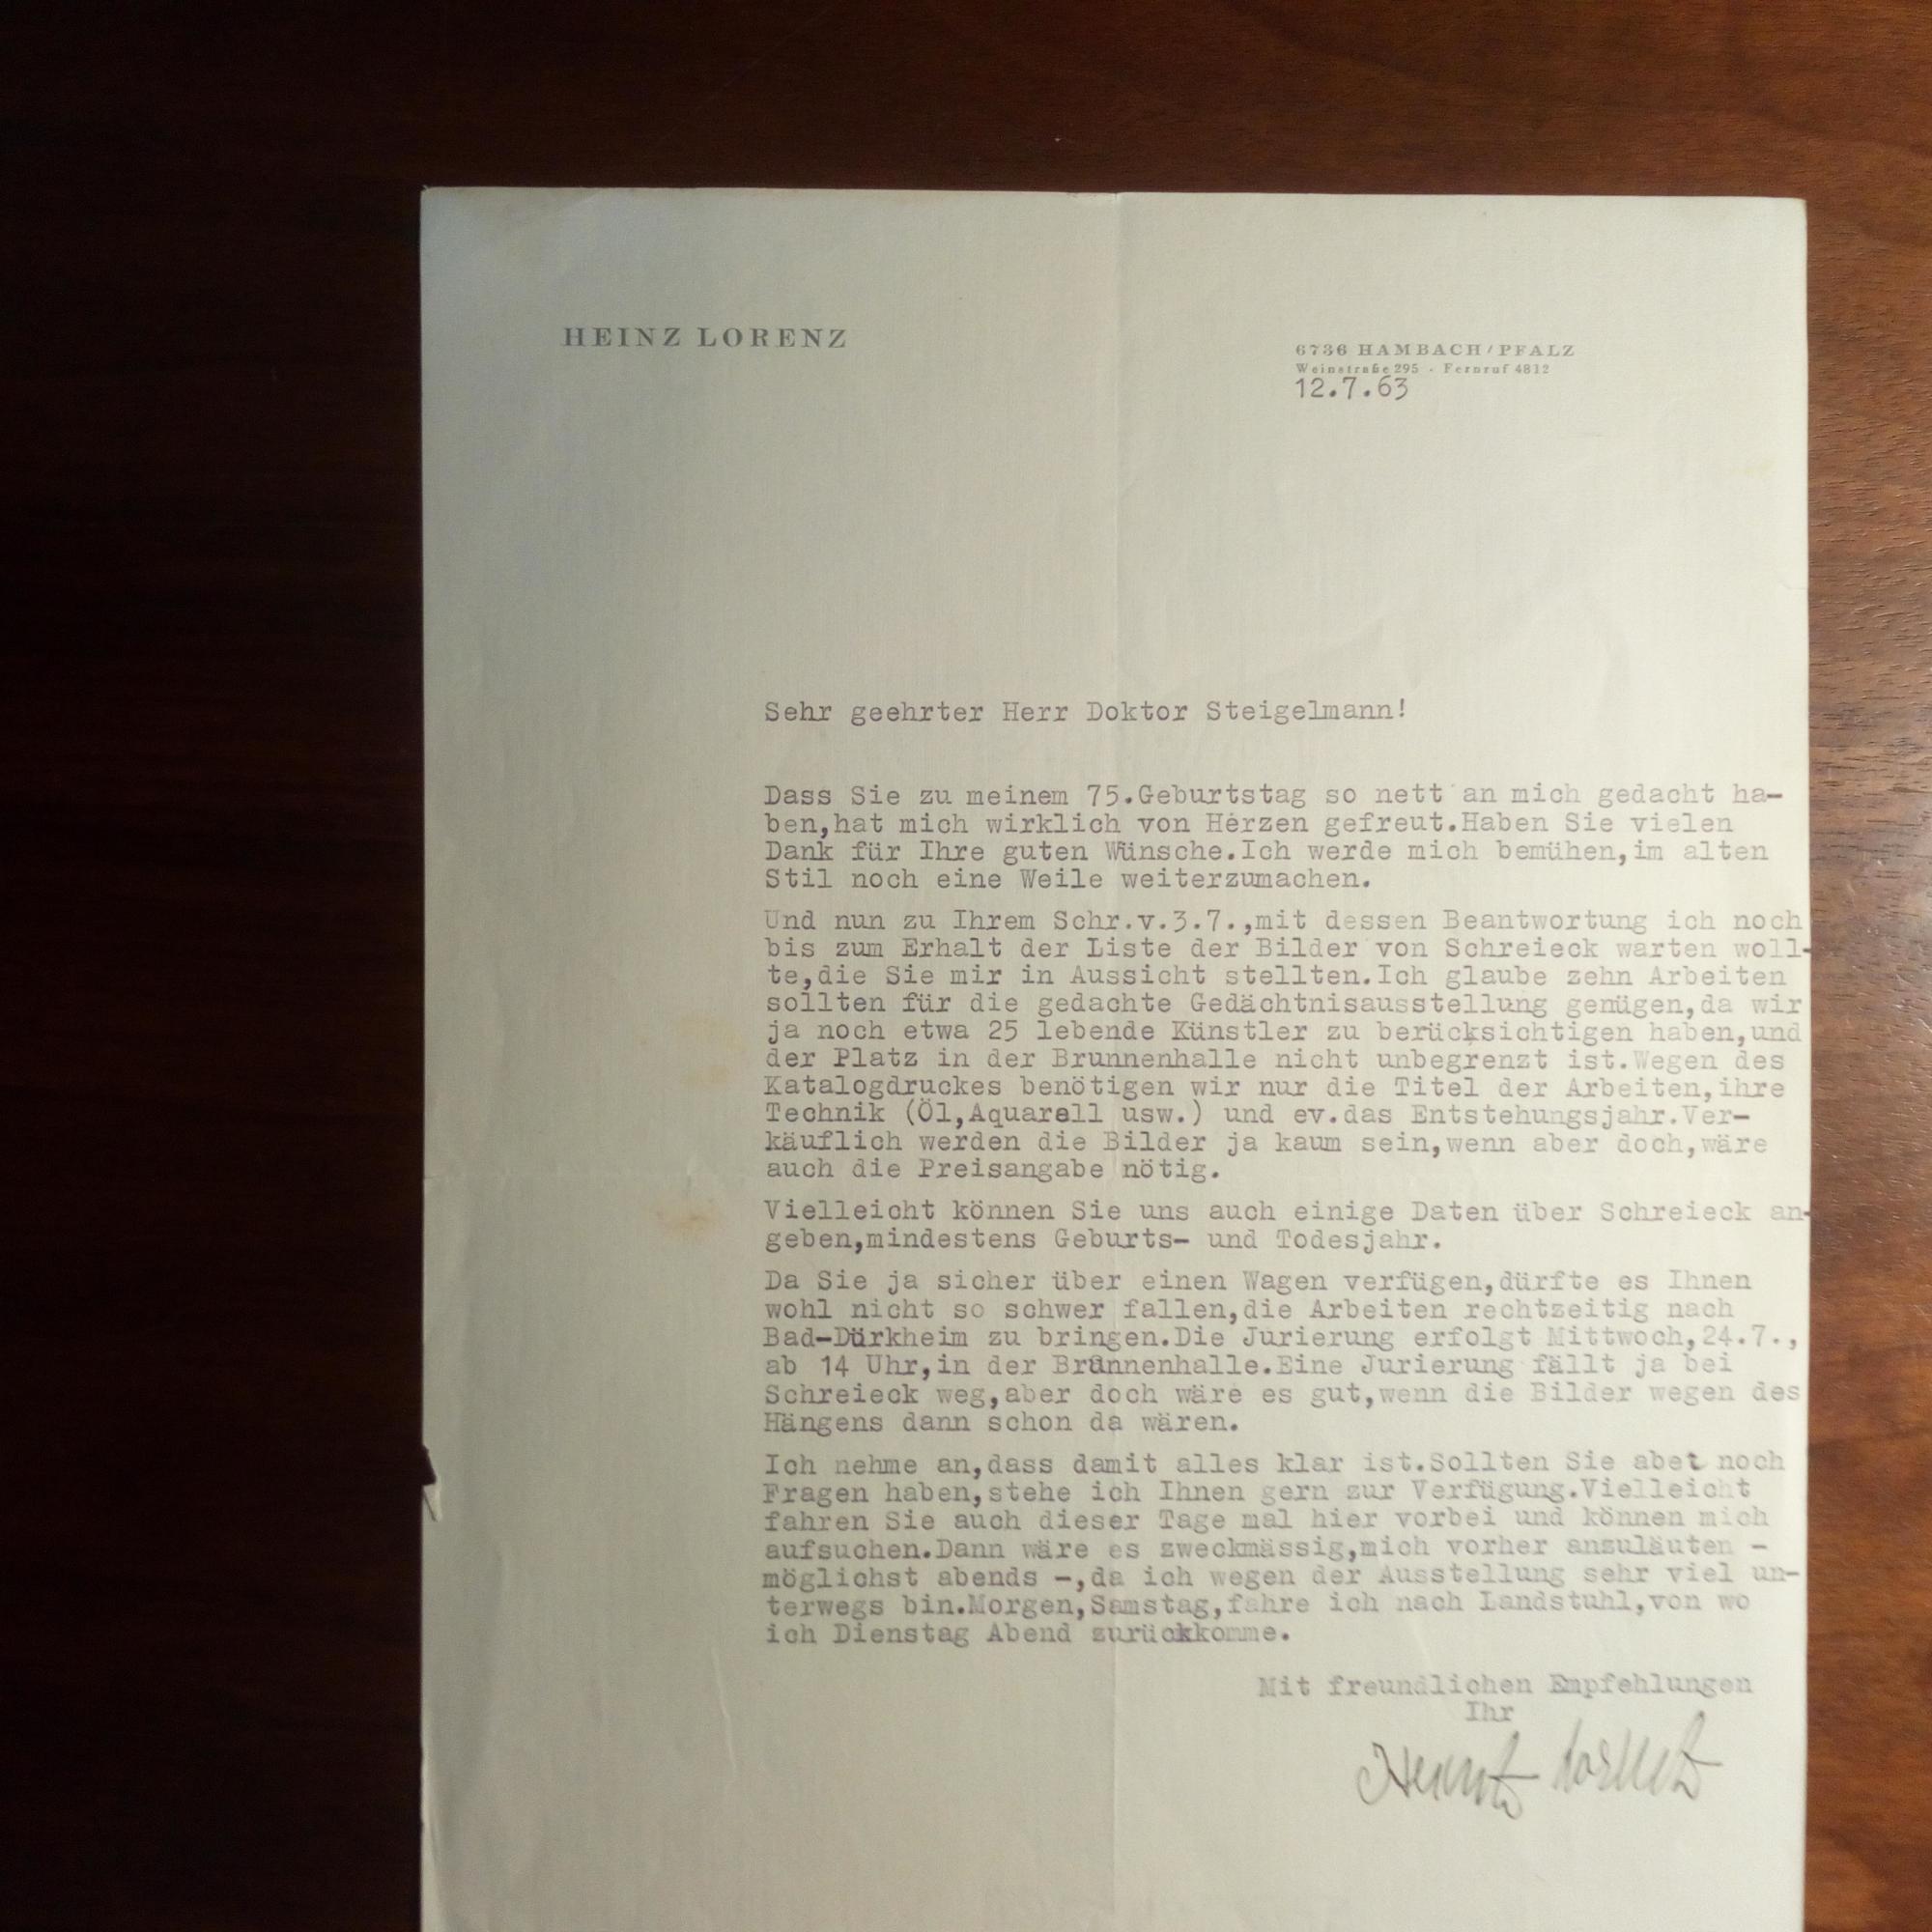 HEINZ LORENZ
6736 HAMBACH/PFALZ
Weinstraße 295 - Fernruf 4812
12.7.63
Sehr geehrter Herr Doktor Steigelmann!
Dass Sie zu meinem 75.Geburtstag so nett an mich gedacht ha-
ben,hat mich wirklich von Herzen gefreut.Haben Sie vielen
Dank für Ihre guten Wünsche.Ich werde mich bemühen,im alten
Stil noch eine Weile weiterzumachen.
Und nun zu Ihrem Schr.v.3.7.,mit dessen Beantwortung ich noch
bis zum Erhalt der Liste der Bilder von Schreieck warten woll-
te,die Sie mir in Aussicht stellten.Ich glaube zehn Arbeiten
sollten für die gedachte Gedächtnisausstellung genügen,da wir
ja noch etwa 25 lebende Künstler zu berücksichtigen haben,und
der Platz in der Brunnenhalle nicht unbegrenzt ist.Wegen des
Katalogdruckes benötigen wir nur die Titel der Arbeiten,ihre
Technik (Öl,Aquarell usw.) und ev.das Entstehungsjahr.Ver-
käuflich werden die Bilder ja kaum sein,wenn aber doch,wäre
auch die Preisangabe nötig.
Vielleicht können Sie uns auch einige Daten über Schreieck an-
geben,mindestens Geburts- und Todesjahr.
Da Sie ja sicher über einen Wagen verfügen,dürfte es Ihnen
wohl nicht so schwer fallen,die Arbeiten rechtzeitig nach
Bad-Dürkheim zu bringen.Die Jurierung erfolgt Mittwoch,24.7.,
ab 14 Uhr,in der Brunnenhalle.Eine Jurierung fällt ja bei
Schreieck weg,aber doch wäre es gut,wenn die Bilder wegen des
Hängens dann schon da wären.
Ich nehme an,dass damit alles klar ist.Sollten Sie abet noch
Fragen haben,stehe ich Ihnen gern zur Verfügung.Vielleicht
fahren Sie auch dieser Tage mal hier vorbei und können mich
aufsuchen.Dann wäre es zweckmässig,mich vorher anzuläuten -
möglichst abends -,da ich wegen der Ausstellung sehr viel un-
terwegs bin.Morgen,Samstag,fahre ich nach Landstuhl,von wo
ich Dienstag Abend zurückkomme.
Mit freundlichen Empfehlungen
Ihr
Heinz Lorenz